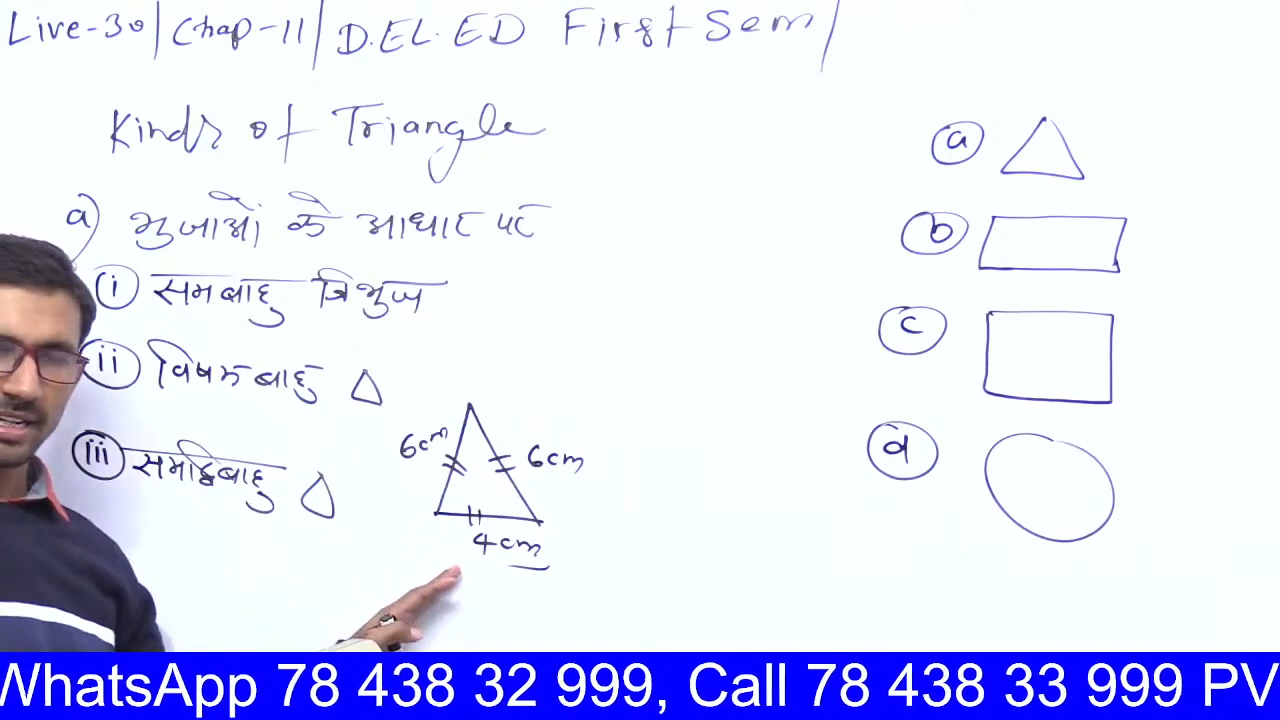 Live-30/Chap-11/D.EL.ED First Sem/
Kinds of Triangle
a) भुजाओं के आधार पर
(i) समबाहु त्रिभुज
(ii) विषमबाहु Δ
(iii) समद्विबाहु Δ
6cm 6cm
4cm
a
b
c
d
WhatsApp 78 438 32 999, Call 78 438 33 999 PV